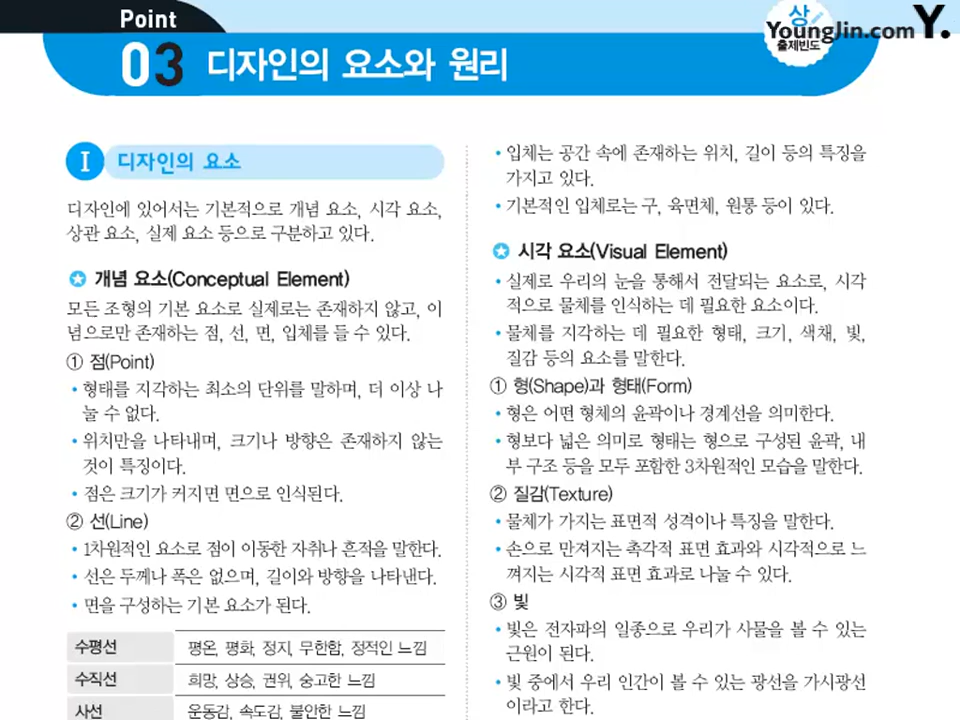 Point
03 디자인의 요소와 원리
상
출제빈도
YoungJin.com Y.
I 디자인의 요소
디자인에 있어서는 기본적으로 개념 요소, 시각 요소,
상관 요소, 실제 요소 등으로 구분하고 있다.
개념 요소(Conceptual Element)
모든 조형의 기본 요소로 실제로는 존재하지 않고, 이
념으로만 존재하는 점, 선, 면, 입체를 들 수 있다.
① 점(Point)
• 형태를 지각하는 최소의 단위를 말하며, 더 이상 나
눌 수 없다.
• 위치만을 나타내며, 크기나 방향은 존재하지 않는
것이 특징이다.
• 점은 크기가 커지면 면으로 인식된다.
② 선(Line)
• 1차원적인 요소로 점이 이동한 자취나 흔적을 말한다.
• 선은 두께나 폭은 없으며, 길이와 방향을 나타낸다.
• 면을 구성하는 기본 요소가 된다.
수평선 평온, 평화, 정지, 무한함, 정적인 느낌
수직선 희망, 상승, 권위, 숭고한 느낌
사선 운동감, 속도감, 불안한 느낌
• 입체는 공간 속에 존재하는 위치, 길이 등의 특징을
가지고 있다.
• 기본적인 입체로는 구, 육면체, 원통 등이 있다.
시각 요소(Visual Element)
• 실제로 우리의 눈을 통해서 전달되는 요소로, 시각
적으로 물체를 인식하는 데 필요한 요소이다.
• 물체를 지각하는 데 필요한 형태, 크기, 색채, 빛,
질감 등의 요소를 말한다.
① 형(Shape)과 형태(Form)
• 형은 어떤 형체의 윤곽이나 경계선을 의미한다.
• 형보다 넓은 의미로 형태는 형으로 구성된 윤곽, 내
부 구조 등을 모두 포함한 3차원적인 모습을 말한다.
② 질감(Texture)
• 물체가 가지는 표면적 성격이나 특징을 말한다.
• 손으로 만져지는 촉각적 표면 효과와 시각적으로 느
껴지는 시각적 표면 효과로 나눌 수 있다.
③ 빛
• 빛은 전자파의 일종으로 우리가 사물을 볼 수 있는
근원이 된다.
• 빛 중에서 우리 인간이 볼 수 있는 광선을 가시광선
이라고 한다.